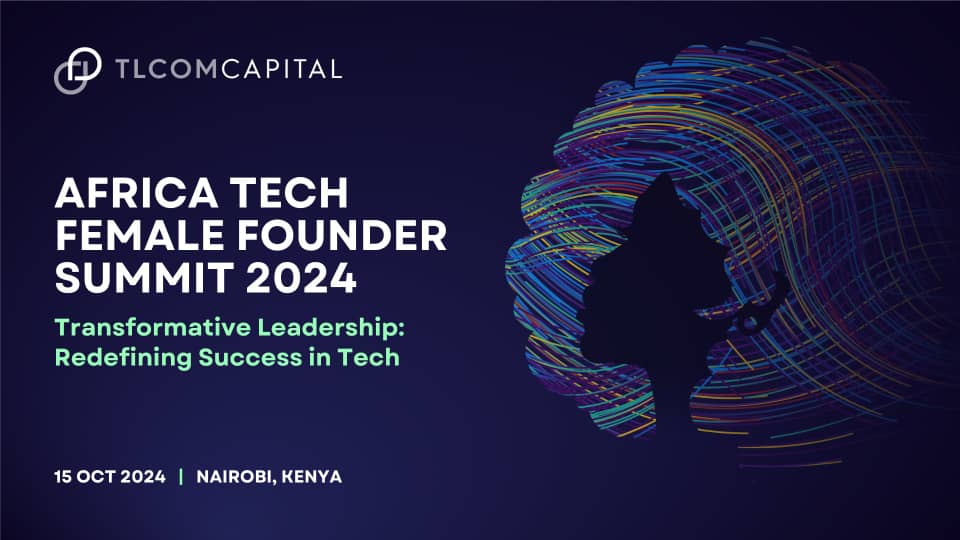 TLCOMCAPITAL
AFRICA TECH
FEMALE FOUNDER
SUMMIT 2024
Transformative Leadership:
Redefining Success in Tech
15 OCT 2024 | NAIROBI, KENYA